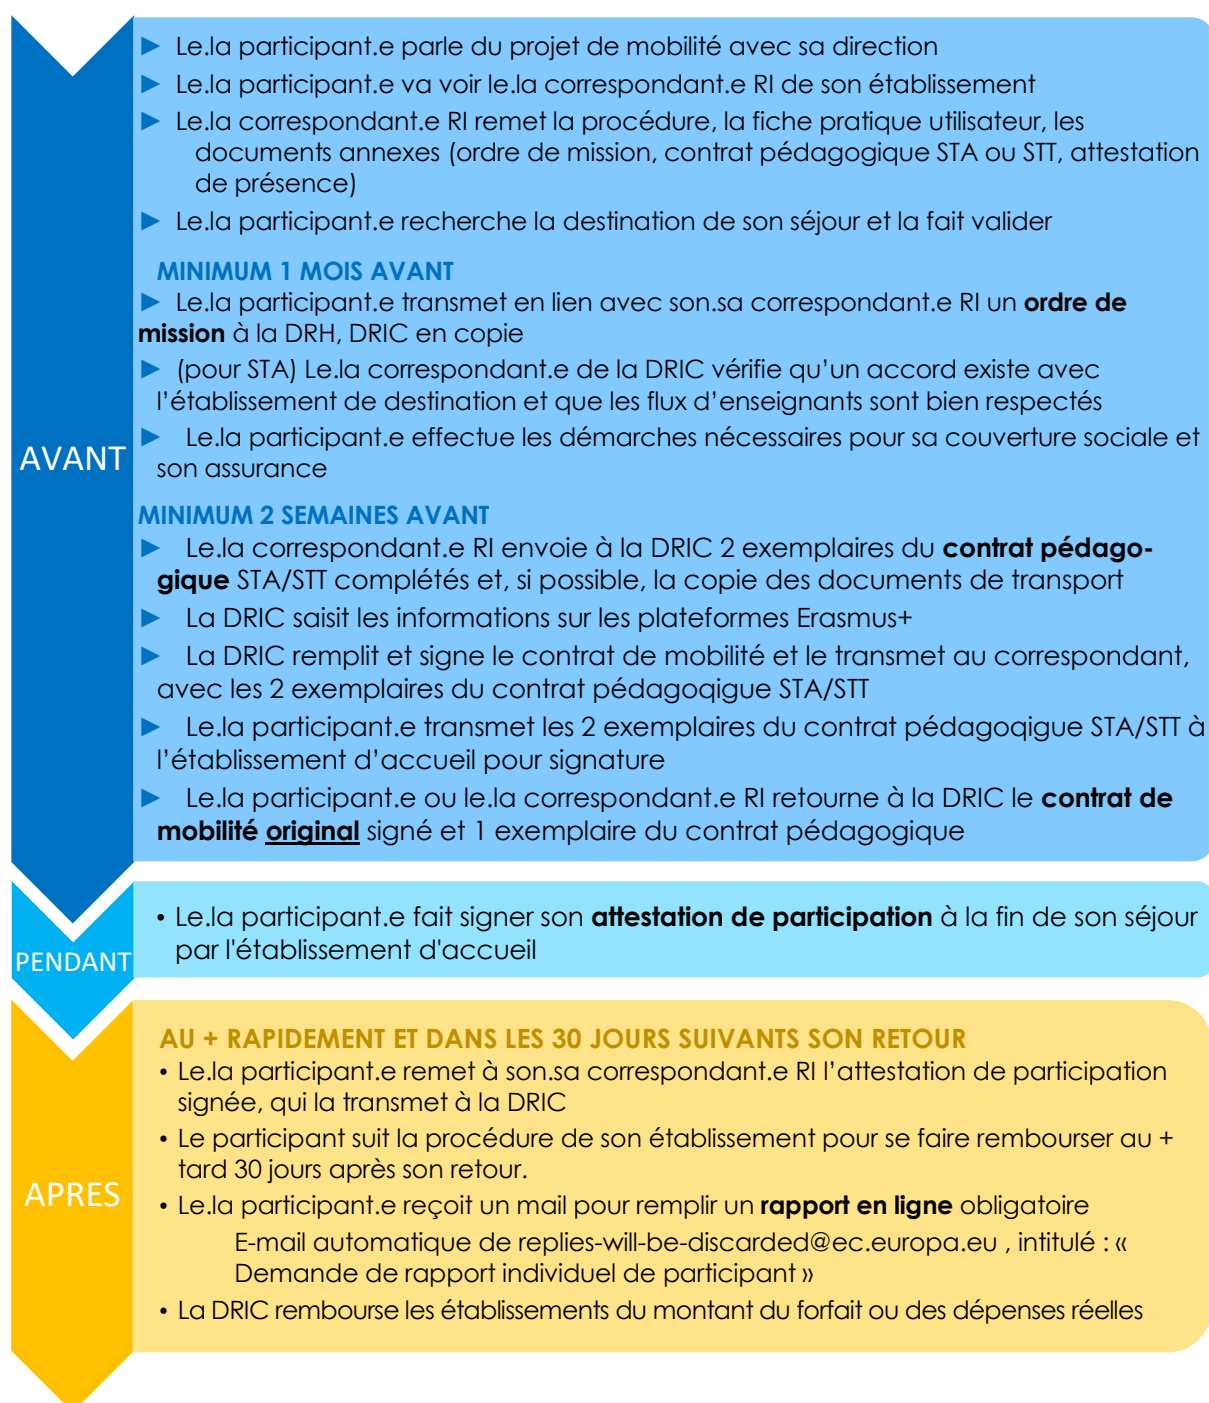 ► Le.la participant.e parle du projet de mobilité avec sa direction
► Le.la participant.e va voir le.la correspondant.e RI de son établissement
► Le.la correspondant.e RI remet la procédure, la fiche pratique utilisateur, les
documents annexes (ordre de mission, contrat pédagogique STA ou STT, attestation
de présence)
► Le.la participant.e recherche la destination de son séjour et la fait valider
MINIMUM 1 MOIS AVANT
► Le.la participant.e transmet en lien avec son.sa correspondant.e RI un ordre de
mission à la DRH, DRIC en copie
► (pour STA) Le.la correspondant.e de la DRIC vérifie qu’un accord existe avec
l’établissement de destination et que les flux d’enseignants sont bien respectés
► Le.la participant.e effectue les démarches nécessaires pour sa couverture sociale et
son assurance
AVANT
MINIMUM 2 SEMAINES AVANT
► Le.la correspondant.e RI envoie à la DRIC 2 exemplaires du contrat pédago-
gique STA/STT complétés et, si possible, la copie des documents de transport
► La DRIC saisit les informations sur les plateformes Erasmus+
► La DRIC remplit et signe le contrat de mobilité et le transmet au correspondant,
avec les 2 exemplaires du contrat pédagoqigue STA/STT
► Le.la participant.e transmet les 2 exemplaires du contrat pédagoqigue STA/STT à
l’établissement d’accueil pour signature
► Le.la participant.e ou le.la correspondant.e RI retourne à la DRIC le contrat de
mobilité original signé et 1 exemplaire du contrat pédagogique
PENDANT
• Le.la participant.e fait signer son attestation de participation à la fin de son séjour
par l'établissement d'accueil
APRES
AU + RAPIDEMENT ET DANS LES 30 JOURS SUIVANTS SON RETOUR
• Le.la participant.e remet à son.sa correspondant.e RI l’attestation de participation
signée, qui la transmet à la DRIC
• Le participant suit la procédure de son établissement pour se faire rembourser au +
tard 30 jours après son retour.
• Le.la participant.e reçoit un mail pour remplir un rapport en ligne obligatoire
E-mail automatique de replies-will-be-discarded@ec.europa.eu , intitulé : «
Demande de rapport individuel de participant »
• La DRIC rembourse les établissements du montant du forfait ou des dépenses réelles